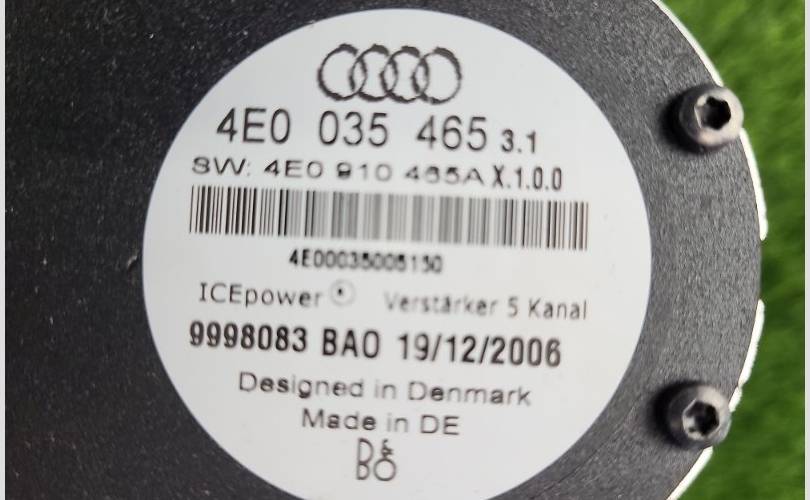 4E0 035 465 3.1
SW: 4E0 910 465A X.1.0.0
4E00035005150
ICEpower Verstärker 5 Kanal
9998083 BAO 19/12/2006
Designed in Denmark
Made in DE
B&O